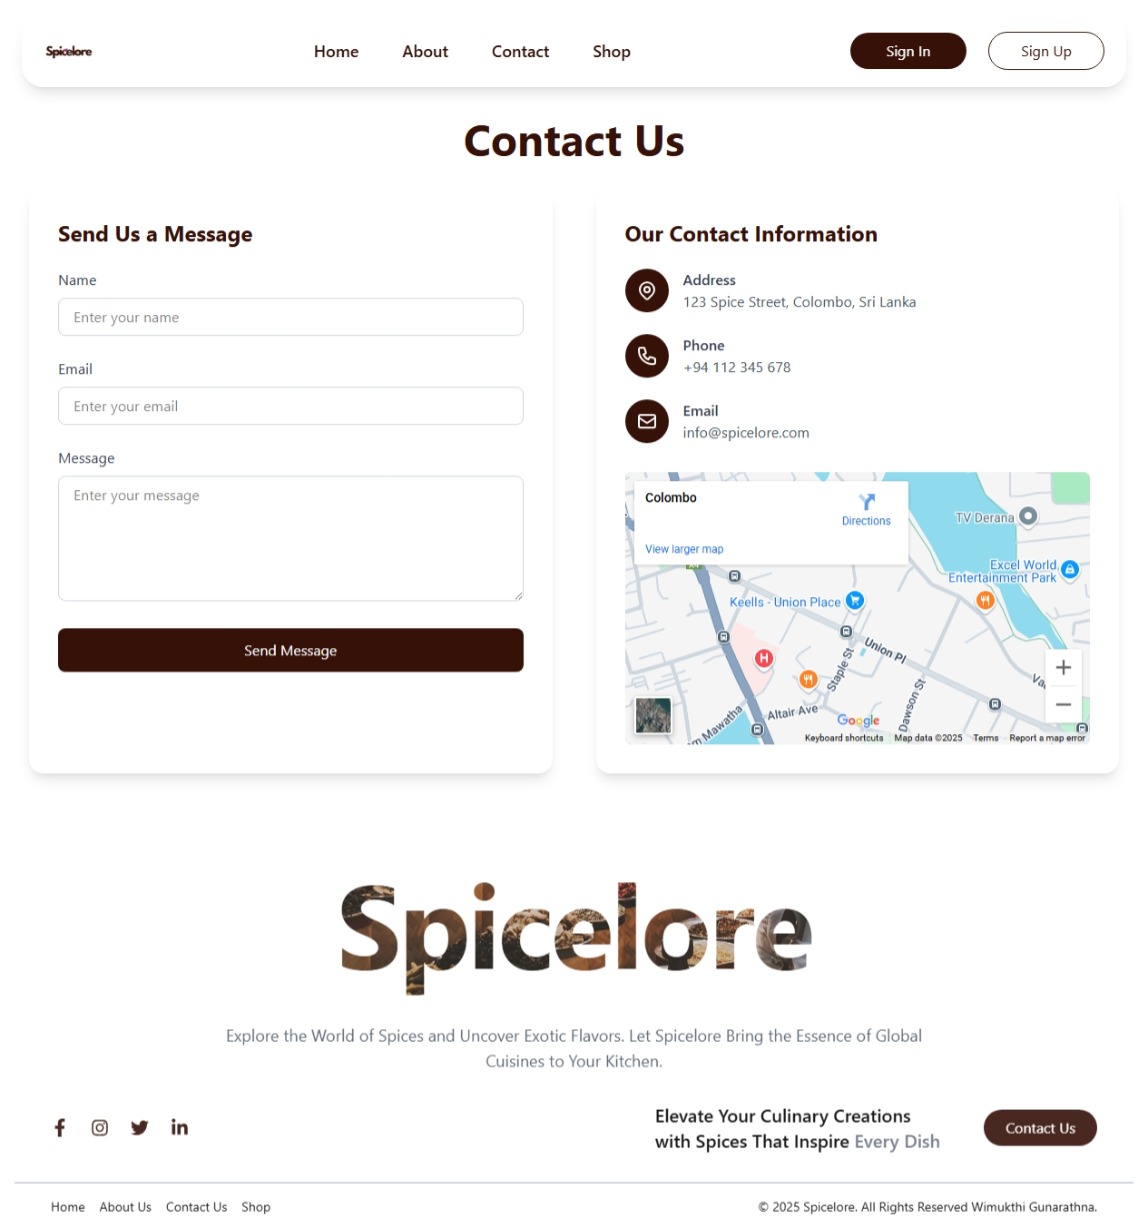 Spicelore
Home About Contact Shop
Sign In
Sign Up
Contact Us
Send Us a Message
Name
Enter your name
Email
Enter your email
Message
Enter your message
Send Message
Our Contact Information
Address
123 Spice Street, Colombo, Sri Lanka
Phone
+94 112 345 678
Email
info@spicelore.com
Colombo
Directions
View larger map
TV Derana
Excel World
Entertainment Park
Keells - Union Place
Union Pl
Staple St
Dawson St
Altair Ave
Mawatha
Google
Keyboard shortcuts Map data ©2025 Terms Report a map error
Spicelore
Explore the World of Spices and Uncover Exotic Flavors. Let Spicelore Bring the Essence of Global
Cuisines to Your Kitchen.
Elevate Your Culinary Creations
with Spices That Inspire Every Dish
Contact Us
Home About Us Contact Us Shop
© 2025 Spicelore. All Rights Reserved Wimukthi Gunarathna.